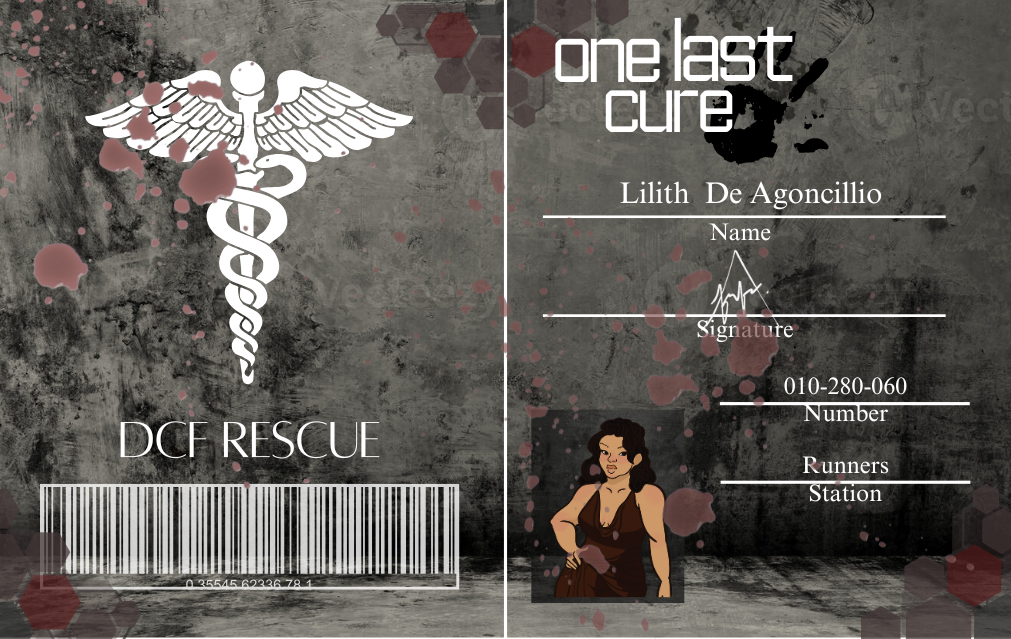 DCF RESCUE
0 35545 62336 78 1
one last
cure
Lilith De Agoncillio
Name
Signature
010-280-060
Number
Runners
Station